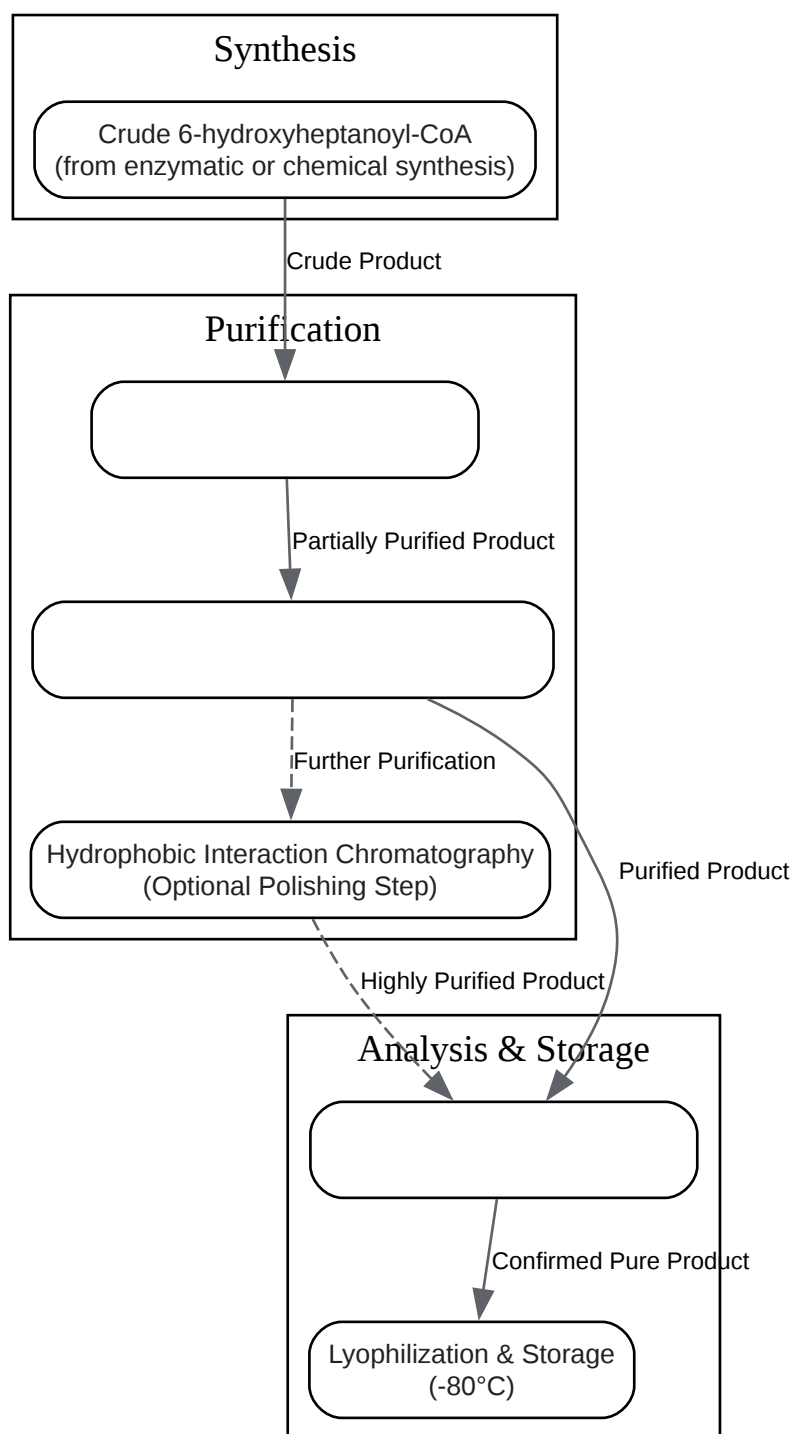 Synthesis
Crude 6-hydroxyheptanoyl-CoA
(from enzymatic or chemical synthesis)
Crude Product
Purification
Partially Purified Product
Further Purification
Hydrophobic Interaction Chromatography
(Optional Polishing Step)
Purified Product
Highly Purified Product
Analysis & Storage
Confirmed Pure Product
Lyophilization & Storage
(-80°C)